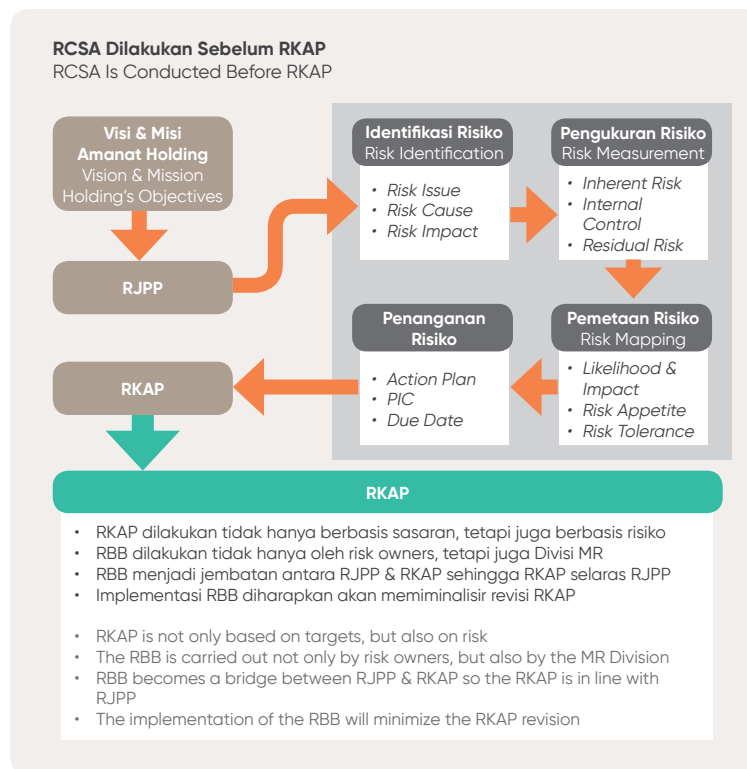 RCSA Dilakukan Sebelum RKAP
RCSA Is Conducted Before RKAP
Visi & Misi
Amanat Holding
Vision & Mission
Holding's Objectives
RJPP
Identifikasi Risiko
Risk Identification
• Risk Issue
• Risk Cause
• Risk Impact
Pengukuran Risiko
Risk Measurement
• Inherent Risk
• Internal
Control
• Residual Risk
Pemetaan Risiko
Risk Mapping
• Likelihood &
Impact
• Risk Appetite
• Risk Tolerance
Penanganan
Risiko
• Action Plan
• PIC
• Due Date
RKAP
RKAP
• RKAP dilakukan tidak hanya berbasis sasaran, tetapi juga berbasis risiko
• RBB dilakukan tidak hanya oleh risk owners, tetapi juga Divisi MR
• RBB menjadi jembatan antara RJPP & RKAP sehingga RKAP selaras RJPP
• Implementasi RBB diharapkan akan memiminalisir revisi RKAP
• RKAP is not only based on targets, but also on risk
• The RBB is carried out not only by risk owners, but also by the MR Division
• RBB becomes a bridge between RJPP & RKAP so the RKAP is in line with
RJPP
• The implementation of the RBB will minimize the RKAP revision